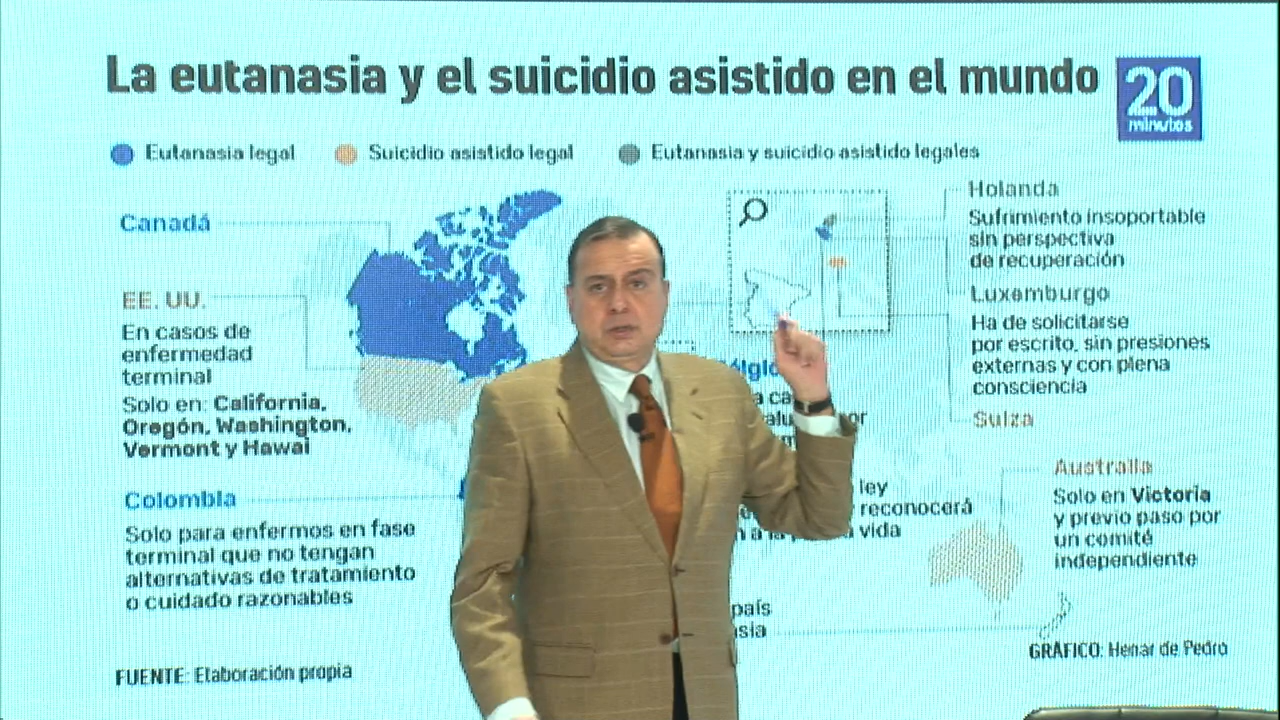 La eutanasia y el suicidio asistido en el mundo
20
minutos
Eutanasia legal
Suicidio asistido legal
Eutanasia y suicidio asistido legales
Canadá
EE. UU.
En casos de
enfermedad
terminal
Solo en: California,
Oregón, Washington,
Vermont y Hawai
Colombia
Solo para enfermos en fase
terminal que no tengan
alternativas de tratamiento
o cuidado razonables
FUENTE: Elaboración propia
Holanda
Sufrimiento insoportable
sin perspectiva
de recuperación
Luxemburgo
Ha de solicitarse
por escrito, sin presiones
externas y con plena
consciencia
Suiza
ley
reconocerá
a la vida
país
Australia
Solo en Victoria
y previo paso por
un comité
independiente
GRÁFICO: Henar de Pedro